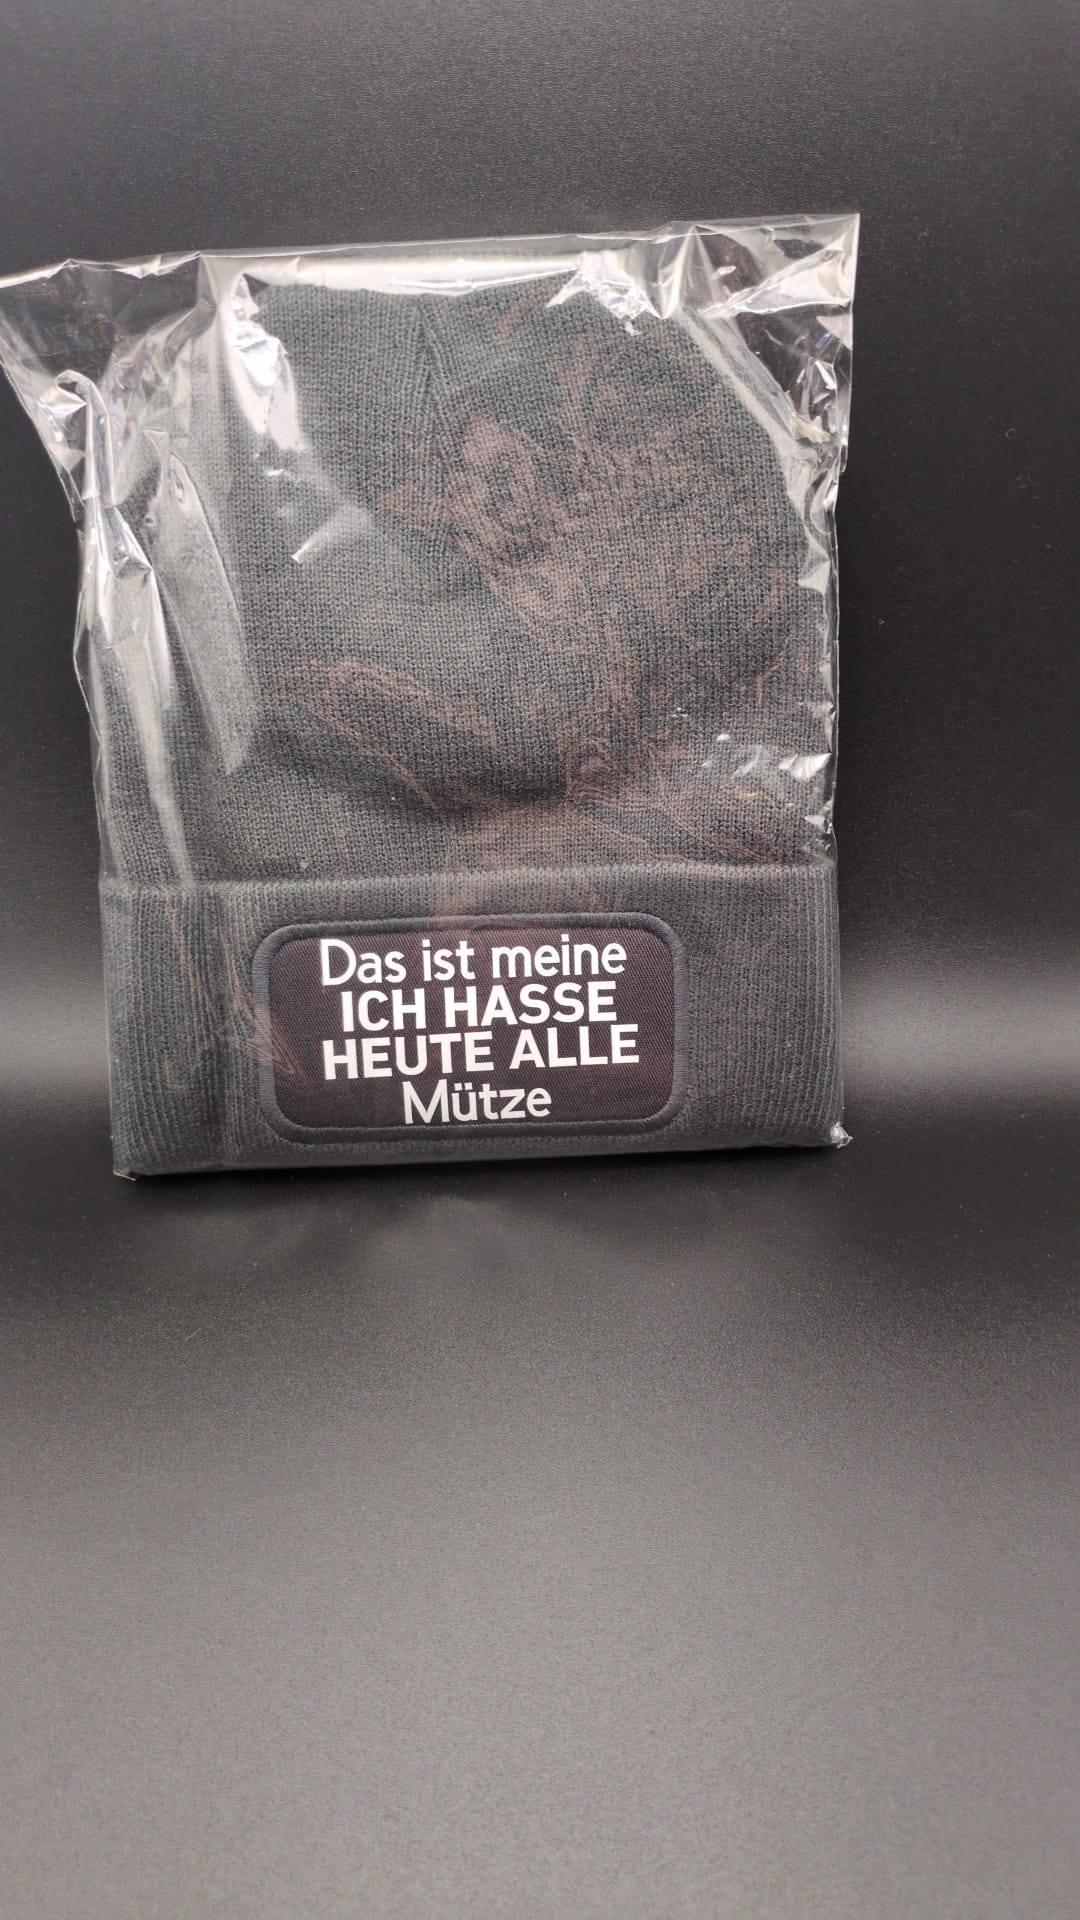 Das ist meine
ICH HASSE
HEUTE ALLE
Mütze